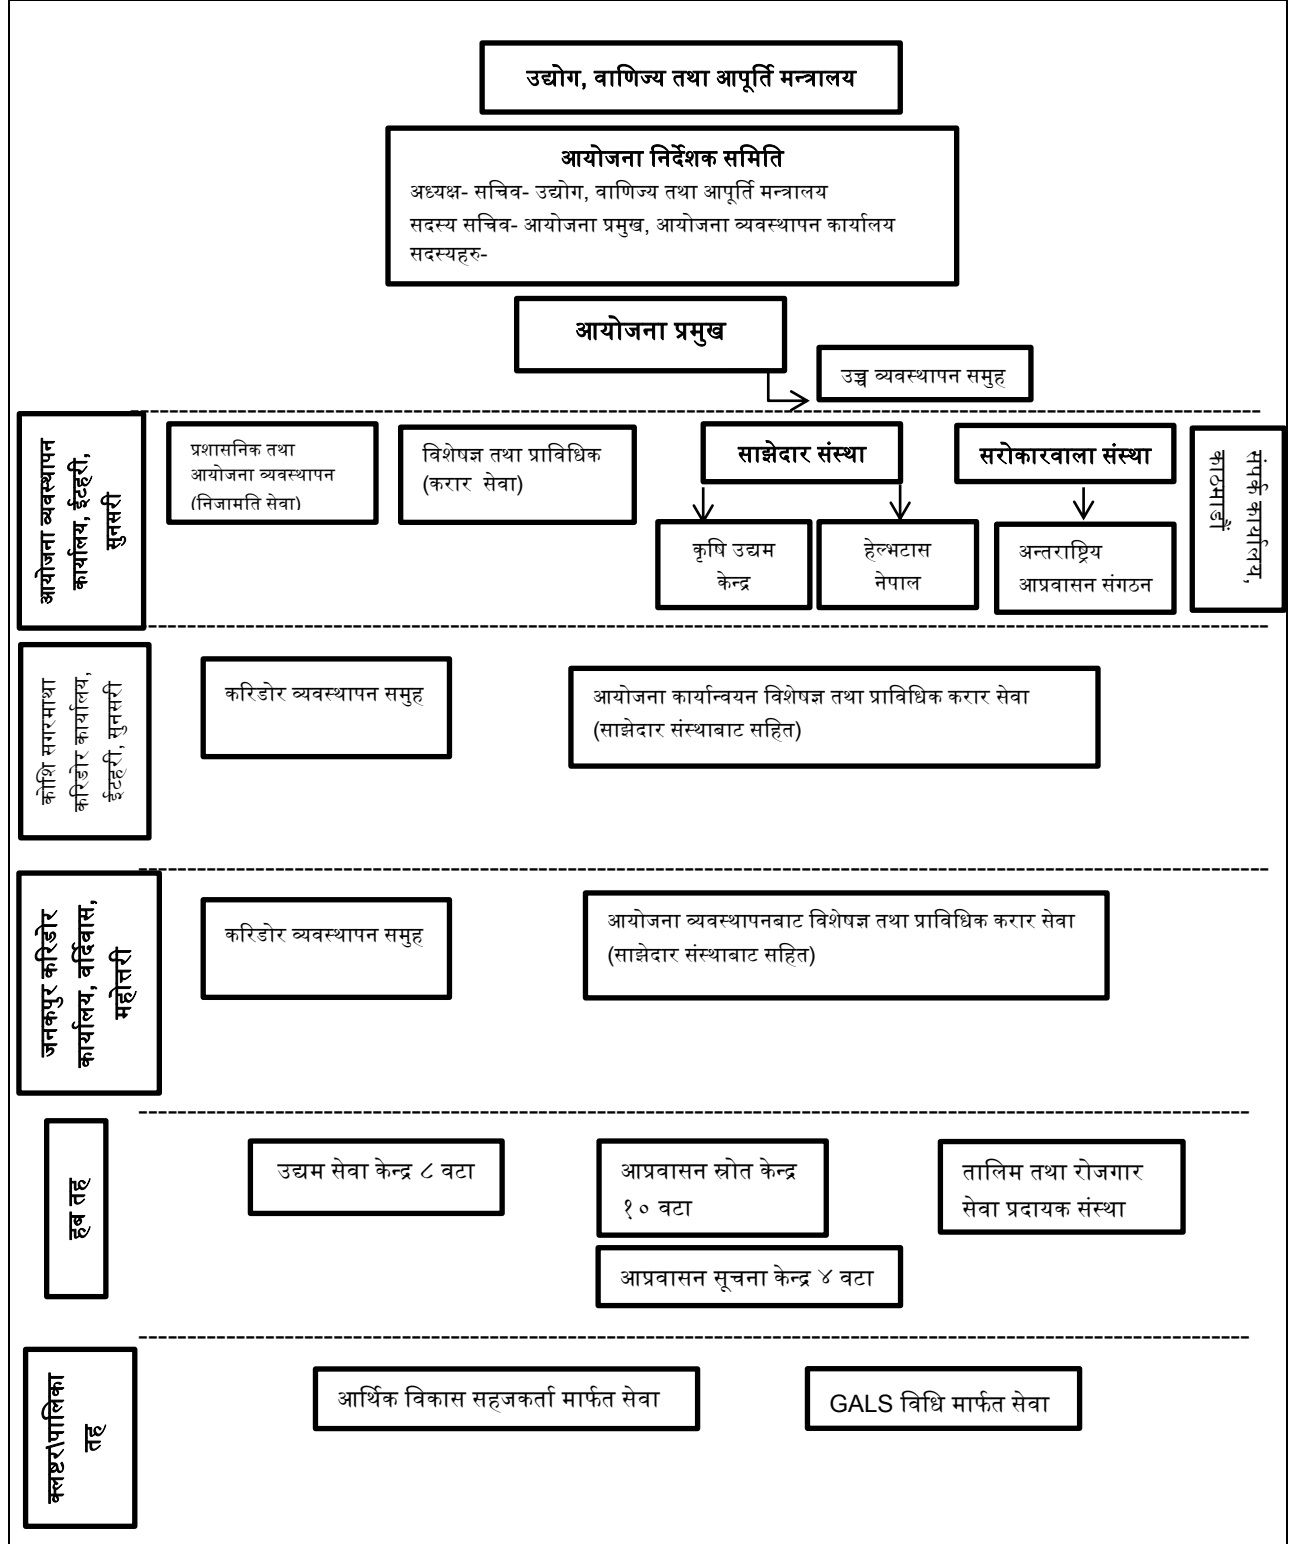 उद्योग, वाणिज्य तथा आपूर्ति मन्त्रालय
आयोजना निर्देशक समिति
अध्यक्ष- सचिव- उद्योग, वाणिज्य तथा आपूर्ति मन्त्रालय
सदस्य सचिव- आयोजना प्रमुख, आयोजना व्यवस्थापन कार्यालय
सदस्यहरु-
आयोजना प्रमुख
उच्च व्यवस्थापन समुह
आयोजना व्यवस्थापन
कार्यालय, ईटहरी,
सुनसरी
प्रशासनिक तथा
आयोजना व्यवस्थापन
(निजामति सेवा)
विशेषज्ञ तथा प्राविधिक
(करार सेवा)
साझेदार संस्था
सरोकारवाला संस्था
कृषि उद्यम
केन्द्र
हेल्भटास
नेपाल
अन्तराष्ट्रिय
आप्रवासन संगठन
संपर्क कार्यालय,
काठमाडौं
कोशि सगरमाथा
करिडोर कार्यालय,
ईटहरी, सुनसरी
करिडोर व्यवस्थापन समुह
आयोजना कार्यान्वयन विशेषज्ञ तथा प्राविधिक करार सेवा
(साझेदार संस्थाबाट सहित)
जनकपुर करिडोर
कार्यालय, वर्दिवास,
महोत्तरी
करिडोर व्यवस्थापन समुह
आयोजना व्यवस्थापनबाट विशेषज्ञ तथा प्राविधिक करार सेवा
(साझेदार संस्थाबाट सहित)
हब तह
उद्यम सेवा केन्द्र ८ वटा
आप्रवासन स्रोत केन्द्र
१० वटा
तालिम तथा रोजगार
सेवा प्रदायक संस्था
आप्रवासन सूचना केन्द्र ४ वटा
क्लष्टर\पालिका
तह
आर्थिक विकास सहजकर्ता मार्फत सेवा
GALS विधि मार्फत सेवा